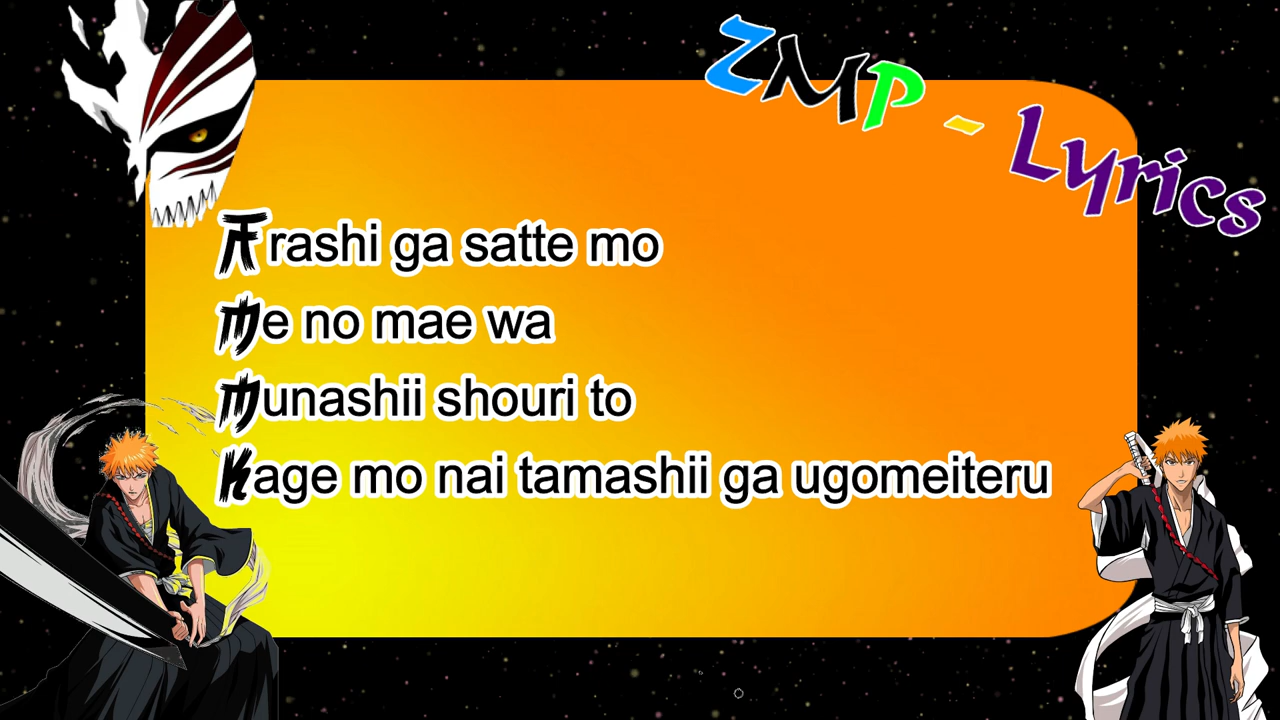 ZMP - Lyrics
Arashi ga satte mo
Me no mae wa
Munashii shouri to
Kage mo nai tamashii ga ugomeiteru